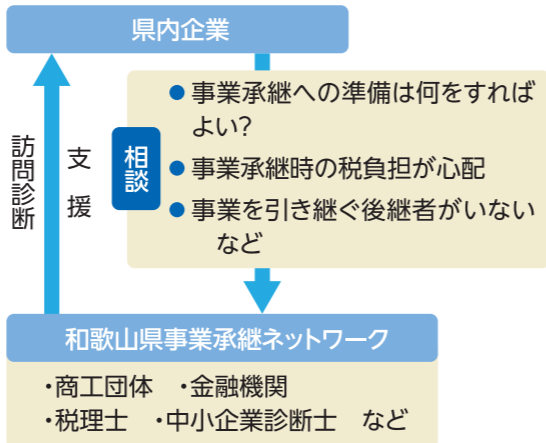 県内企業
訪問診断
支援
相談
●事業承継への準備は何をすれば
よい?
●事業承継時の税負担が心配
●事業を引き継ぐ後継者がいない
など
和歌山県事業承継ネットワーク
・商工団体　・金融機関
・税理士　・中小企業診断士　など